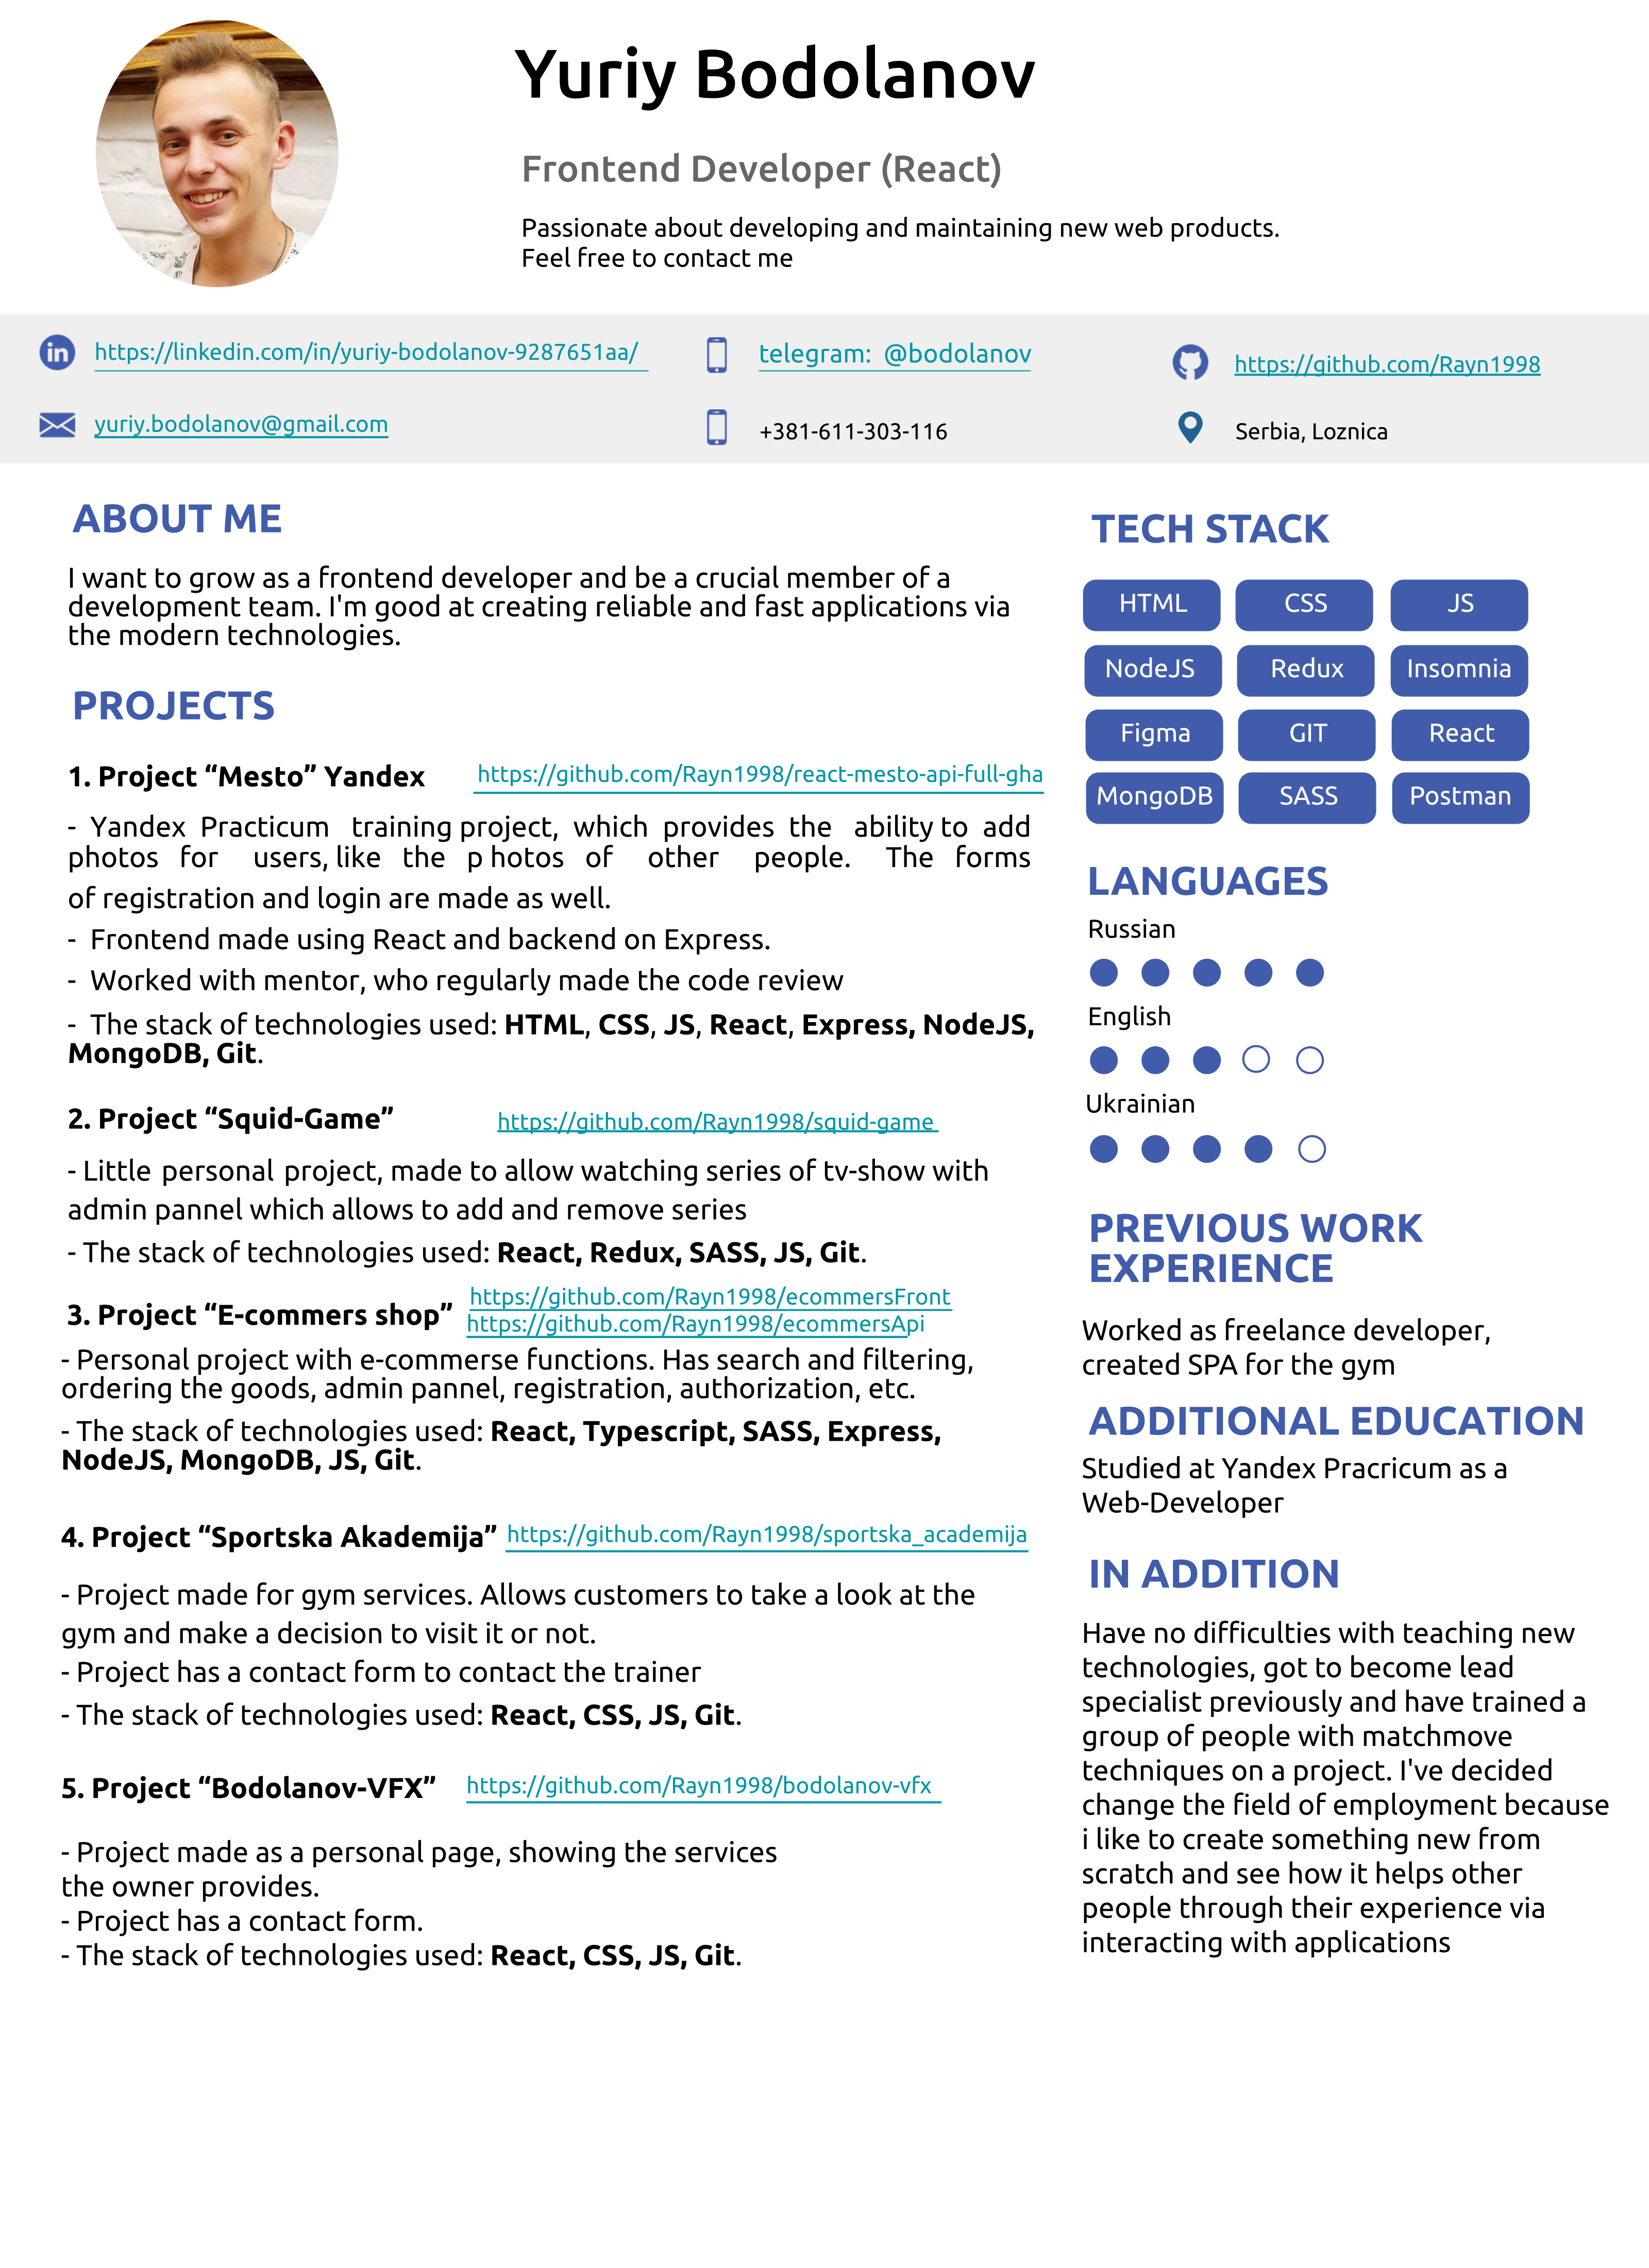 Yuriy Bodolanov
Frontend Developer (React)
Passionate about developing and maintaining new web products.
Feel free to contact me
https://linkedin.com/in/yuriy-bodolanov-9287651aa/
telegram: @bodolanov
https://github.com/Rayn1998
yuriy.bodolanov@gmail.com
+381-611-303-116
Serbia, Loznica
ABOUT ME
I want to grow as a frontend developer and be a crucial member of a
development team. I'm good at creating reliable and fast applications via
the modern technologies.
PROJECTS
1. Project “Mesto” Yandex https://github.com/Rayn1998/react-mesto-api-full-gha
- Yandex Practicum training project, which provides the ability to add
photos for users, like the p hotos of other people. The forms
of registration and login are made as well.
- Frontend made using React and backend on Express.
- Worked with mentor, who regularly made the code review
- The stack of technologies used: HTML, CSS, JS, React, Express, NodeJS,
MongoDB, Git.
2. Project “Squid-Game” https://github.com/Rayn1998/squid-game
- Little personal project, made to allow watching series of tv-show with
admin pannel which allows to add and remove series
- The stack of technologies used: React, Redux, SASS, JS, Git.
3. Project “E-commers shop” https://github.com/Rayn1998/ecommersFront
https://github.com/Rayn1998/ecommersApi
- Personal project with e-commerse functions. Has search and filtering,
ordering the goods, admin pannel, registration, authorization, etc.
- The stack of technologies used: React, Typescript, SASS, Express,
NodeJS, MongoDB, JS, Git.
4. Project “Sportska Akademija” https://github.com/Rayn1998/sportska_academija
- Project made for gym services. Allows customers to take a look at the
gym and make a decision to visit it or not.
- Project has a contact form to contact the trainer
- The stack of technologies used: React, CSS, JS, Git.
5. Project “Bodolanov-VFX” https://github.com/Rayn1998/bodolanov-vfx
- Project made as a personal page, showing the services
the owner provides.
- Project has a contact form.
- The stack of technologies used: React, CSS, JS, Git.
TECH STACK
HTML CSS JS
NodeJS Redux Insomnia
Figma GIT React
MongoDB SASS Postman
LANGUAGES
Russian
English
Ukrainian
PREVIOUS WORK
EXPERIENCE
Worked as freelance developer,
created SPA for the gym
ADDITIONAL EDUCATION
Studied at Yandex Pracricum as a
Web-Developer
IN ADDITION
Have no difficulties with teaching new
technologies, got to become lead
specialist previously and have trained a
group of people with matchmove
techniques on a project. I've decided
change the field of employment because
i like to create something new from
scratch and see how it helps other
people through their experience via
interacting with applications